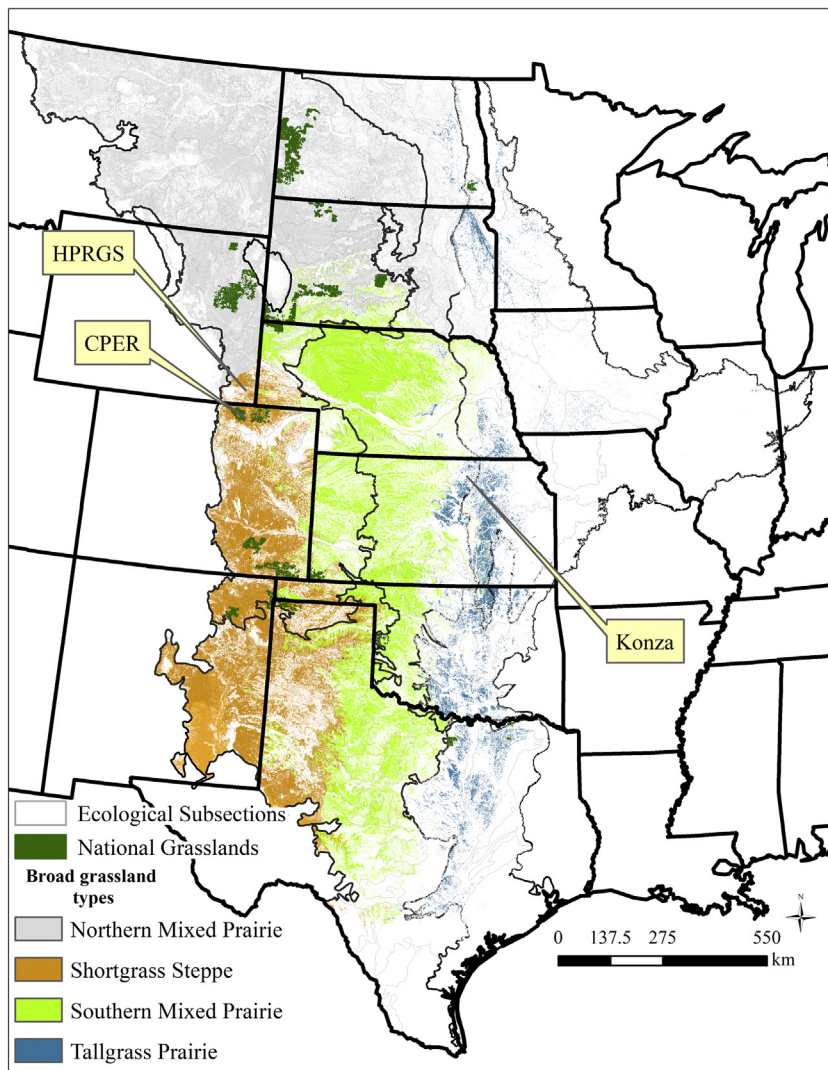 HPRGS
CPER
Konza
Ecological Subsections
National Grasslands
Broad grassland
types
Northern Mixed Prairie
Shortgrass Steppe
Southern Mixed Prairie
Tallgrass Prairie
N
0 137.5 275 550
km